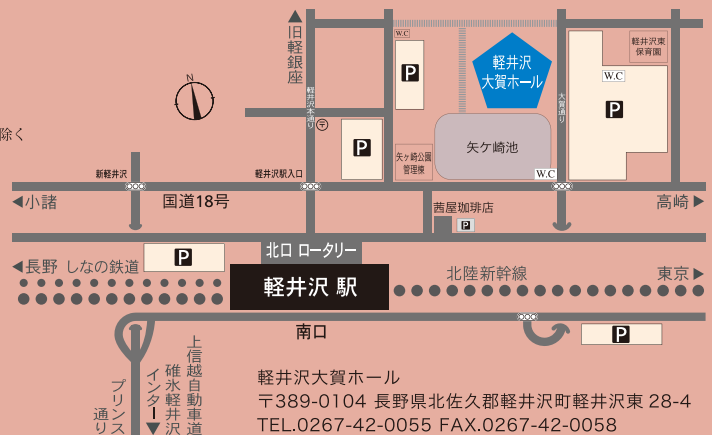 ▲旧軽銀座
W.C
P
軽井沢
大賀ホール
軽井沢東
保育園
W.C
P
N
軽井沢本通り
〒
P
大賀通り
除く
矢ケ崎公園
管理棟
矢ケ崎池
W.C
新軽井沢
軽井沢駅入口
◀小諸
国道18号
茜屋珈琲店
P
高崎▶
◀長野 しなの鉄道
P
北口 ロータリー
軽井沢 駅
北陸新幹線
東京▶
南口
P
プリンス
通り
上信越自動車道
碓氷軽井沢
インター▼
軽井沢大賀ホール
〒389-0104 長野県北佐久郡軽井沢町軽井沢東 28-4
TEL.0267-42-0055 FAX.0267-42-0058